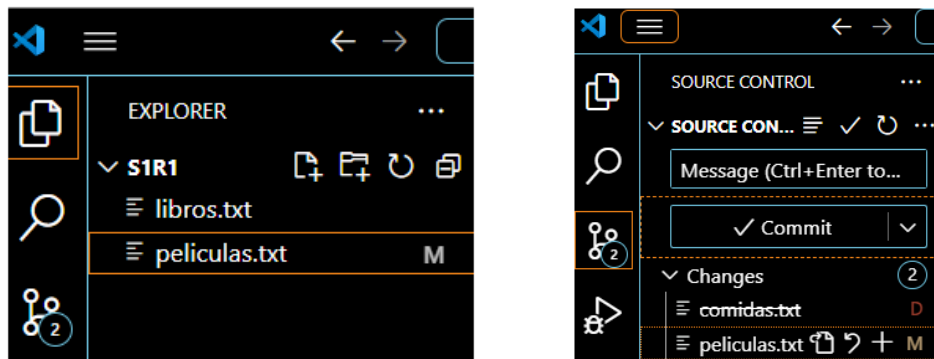 EXPLORER
S1R1
libros.txt
peliculas.txt M
2
SOURCE CONTROL
SOURCE CON...
Message (Ctrl+Enter to...
Commit
2
Changes 2
comidas.txt D
peliculas.txt M